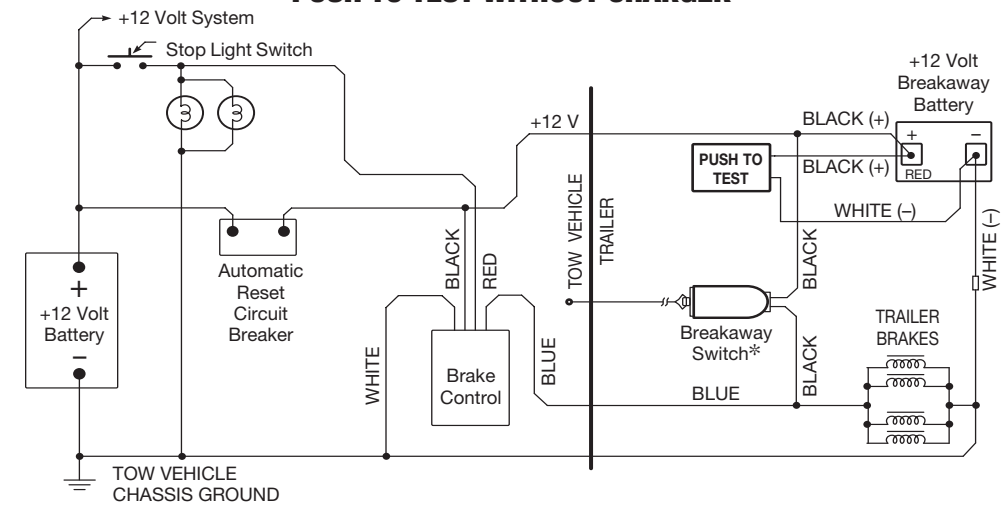 PUSH TO TEST WITHOUT CHARGER
+12 Volt System
Stop Light Switch
+12 Volt
Breakaway
Battery
+12 V
BLACK (+)
+
–
RED
PUSH TO
TEST
BLACK (+)
WHITE (–)
TOW VEHICLE
TRAILER
BLACK
RED
BLACK
WHITE (–)
Automatic
Reset
Circuit
Breaker
+
+12 Volt
Battery
–
Breakaway
Switch*
TRAILER
BRAKES
WHITE
Brake
Control
BLUE
BLUE
BLACK
TOW VEHICLE
CHASSIS GROUND